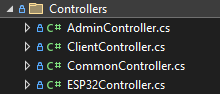 Controllers
C# AdminController.cs
C# ClientController.cs
C# CommonController.cs
C# ESP32Controller.cs